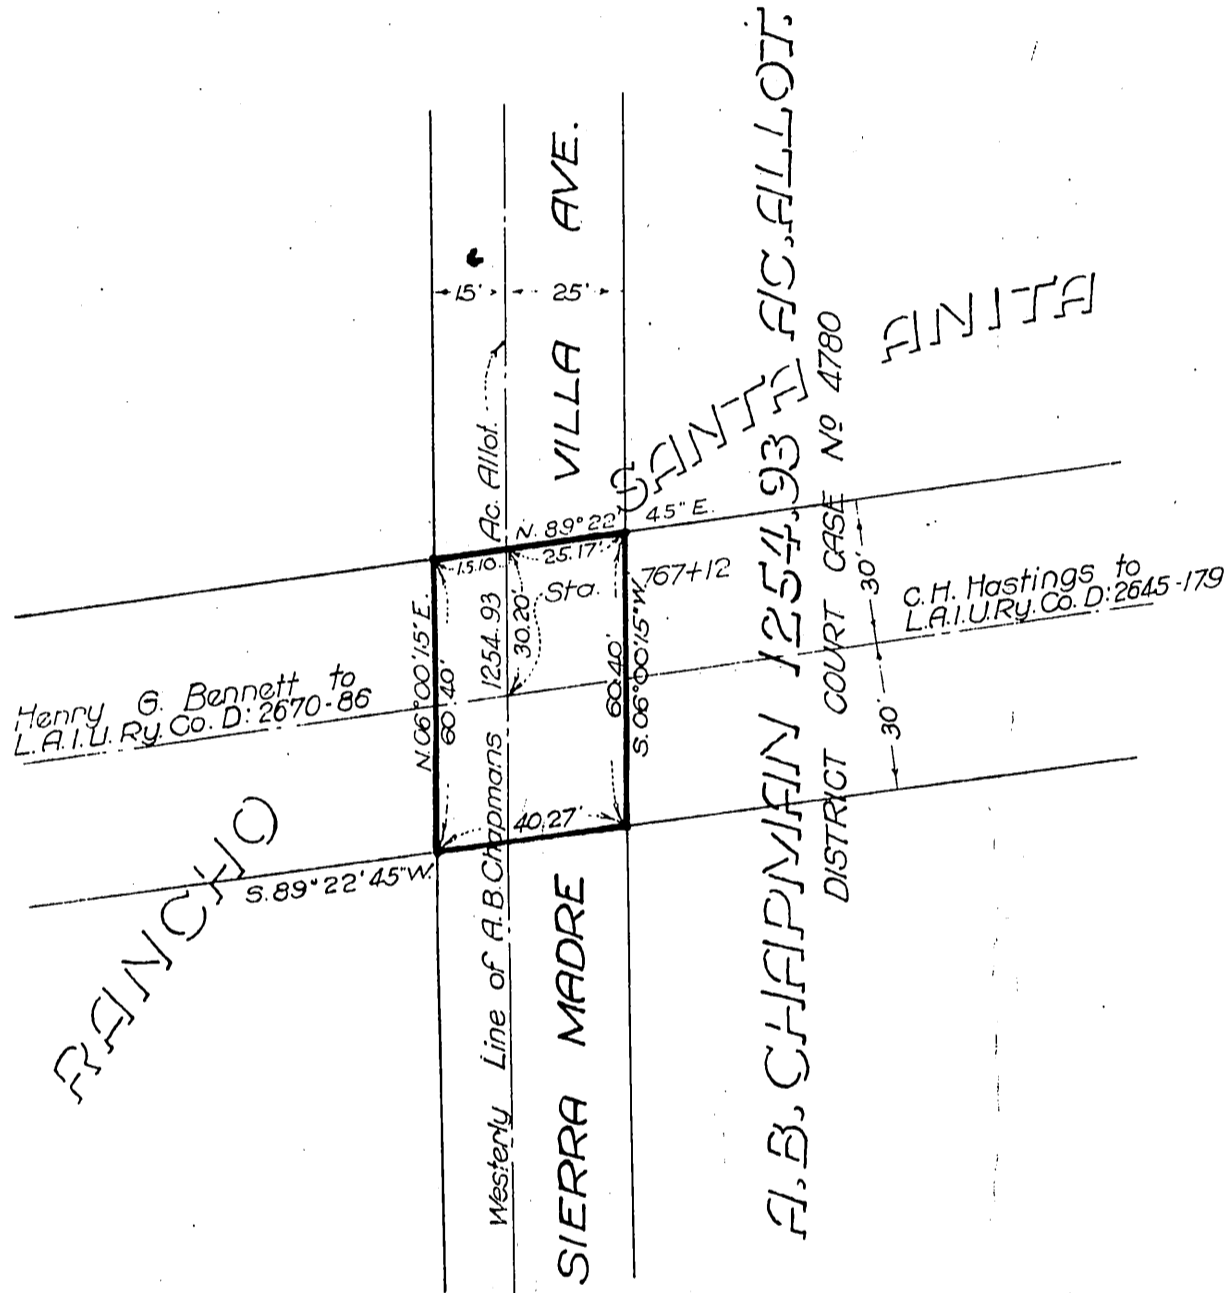 A.B. CHAPMAN 1254.93 AC. ALLOT.
DISTRICT COURT CASE Nº 4780
RANCHO SANTA ANITA
SIERRA MADRE VILLA AVE.
15'
25'
Westerly Line of A.B. Chapmans 1254.93 Ac. Allot.
N. 89°22'45" E.
15.10
25.17'
Sta. 767+12
30.20'
N.06°00'15"E.
60.40'
60.40'
S.06°00'15"W.
40.27'
S.89°22'45"W.
30'
30'
Henry G. Bennett to
L.A.I.U. Ry. Co. D: 2670-86
C.H. Hastings to
L.A.I.U.Ry.Co. D: 2645-179